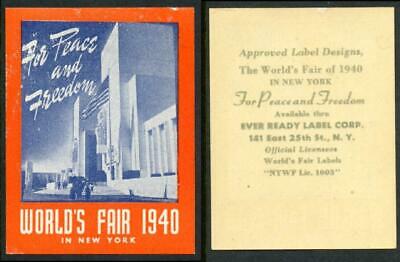 For Peace
and
Freedom
WORLD'S FAIR 1940
IN NEW YORK
Approved Label Designs,
The World's Fair of 1940
IN NEW YORK
For Peace and Freedom
Available thru
EVER READY LABEL CORP.
141 East 25th St., N. Y.
Official Licensees
World's Fair Labels
"NYWF Lic. 1003"